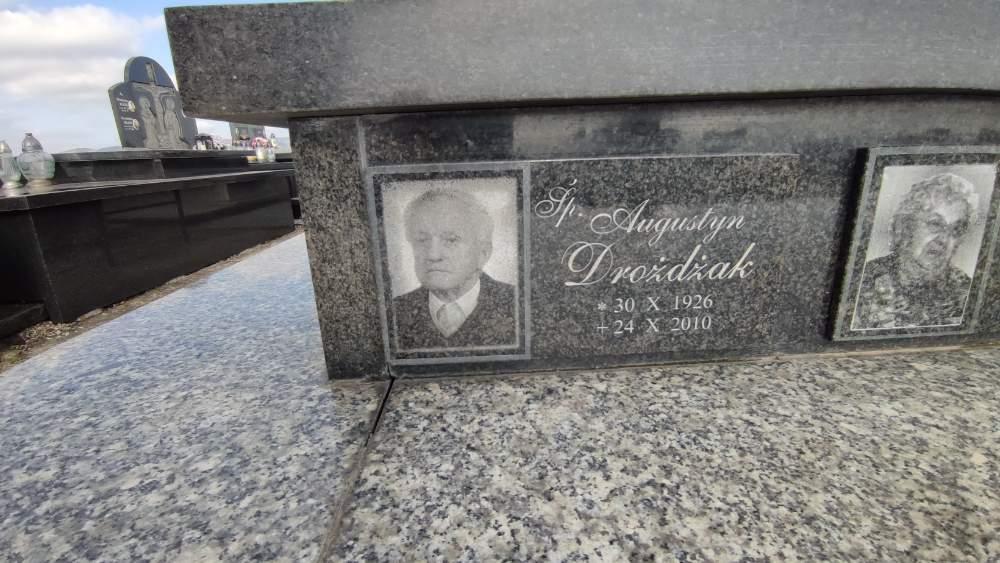 Śp. Augustyn
Drożdżak
* 30 X 1926
+ 24 X 2010